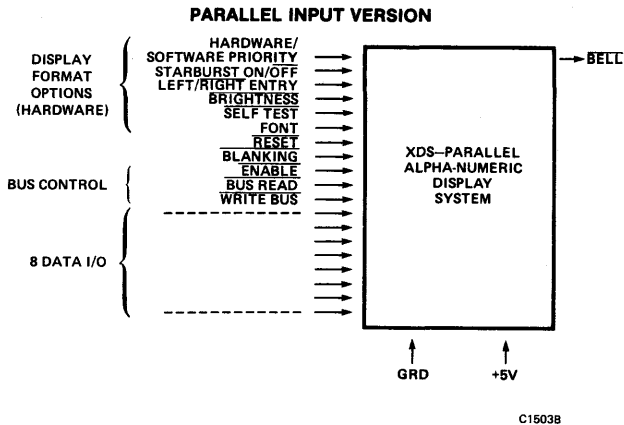 PARALLEL INPUT VERSION
DISPLAY
FORMAT
OPTIONS
(HARDWARE)
HARDWARE/
SOFTWARE PRIORITY
STARBURST ON/OFF
LEFT/RIGHT ENTRY
BRIGHTNESS
SELF TEST
FONT
RESET
BLANKING
BUS CONTROL
ENABLE
BUS READ
WRITE BUS
8 DATA I/O
XDS—PARALLEL
ALPHA-NUMERIC
DISPLAY
SYSTEM
BELL
GRD
+5V
C1503B